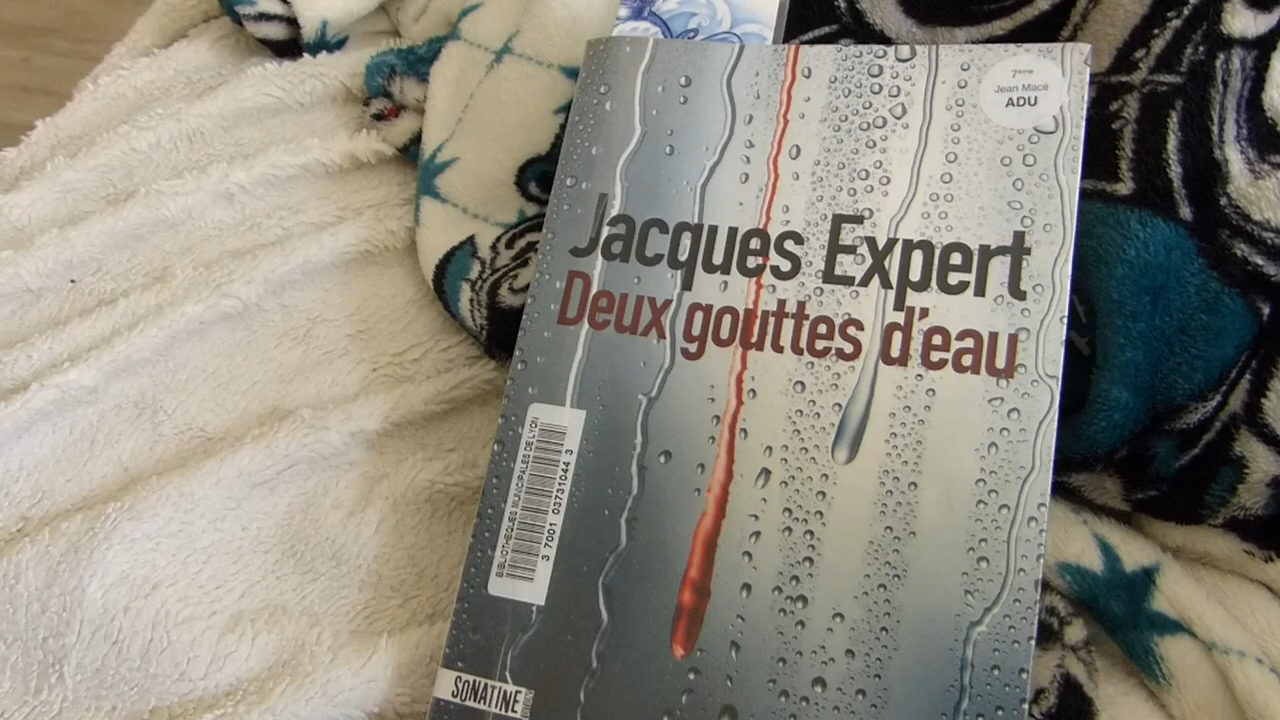 7ème
Jean Macé
ADU
Jacques Expert
Deux gouttes d'eau
BIBLIOTHEQUES MUNICIPALES DE LYON
3 7001 03731044 3
SONATINE